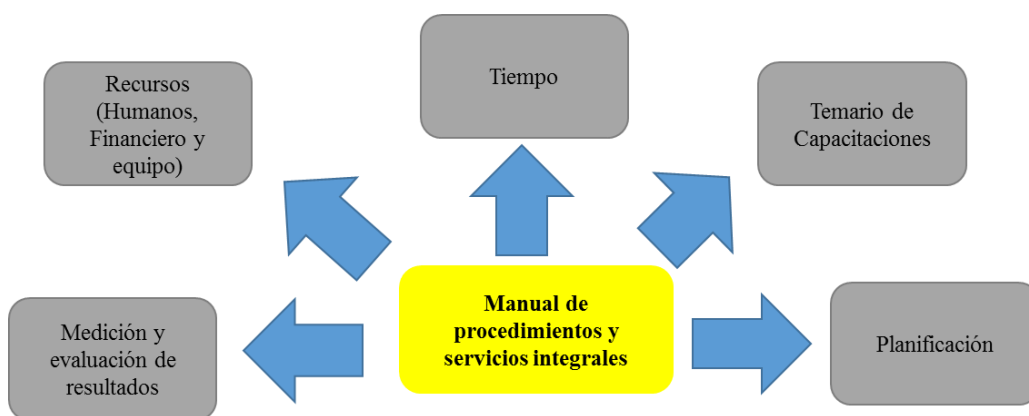 Recursos
(Humanos,
Financiero y
equipo)
Tiempo
Temario de
Capacitaciones
Medición y
evaluación de
resultados
Manual de
procedimientos y
servicios integrales
Planificación